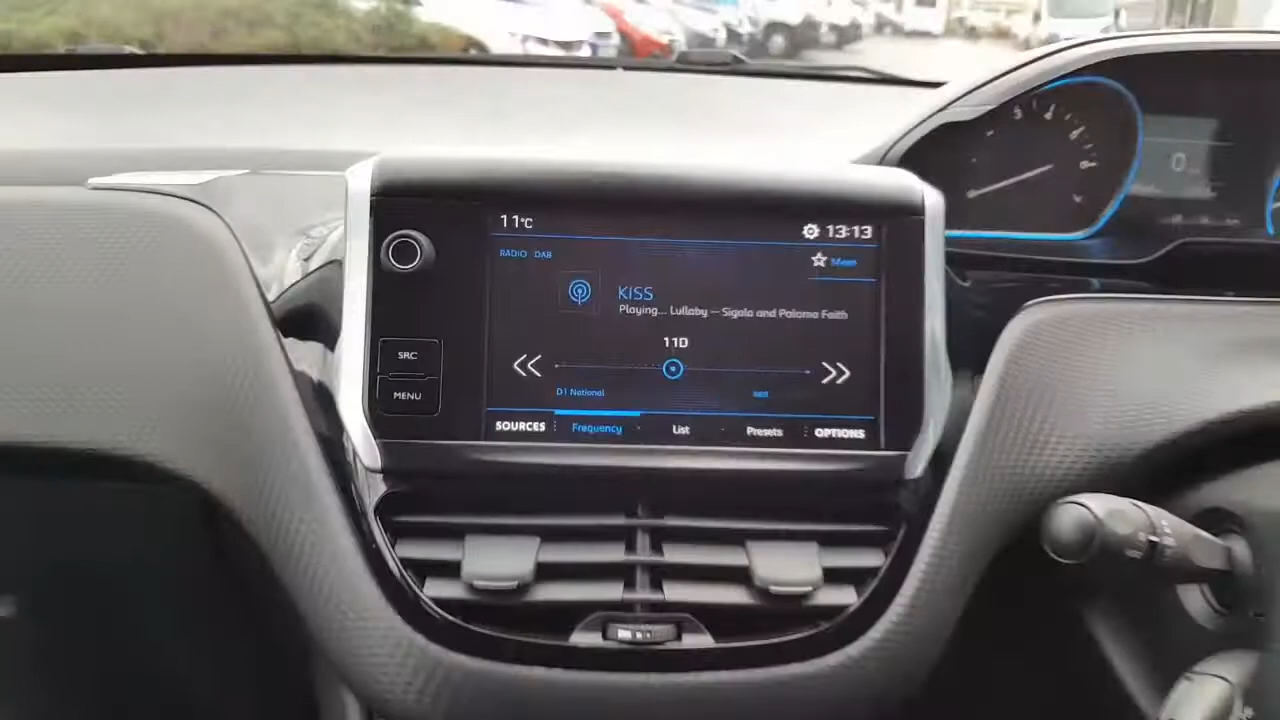 11°C
13:13
RADIO DAB
KISS
Playing... Lullaby – Sigala and Paloma Faith
11D
SRC
MENU
D1 National
SOURCES
Frequency
List
Presets
OPTIONS
0